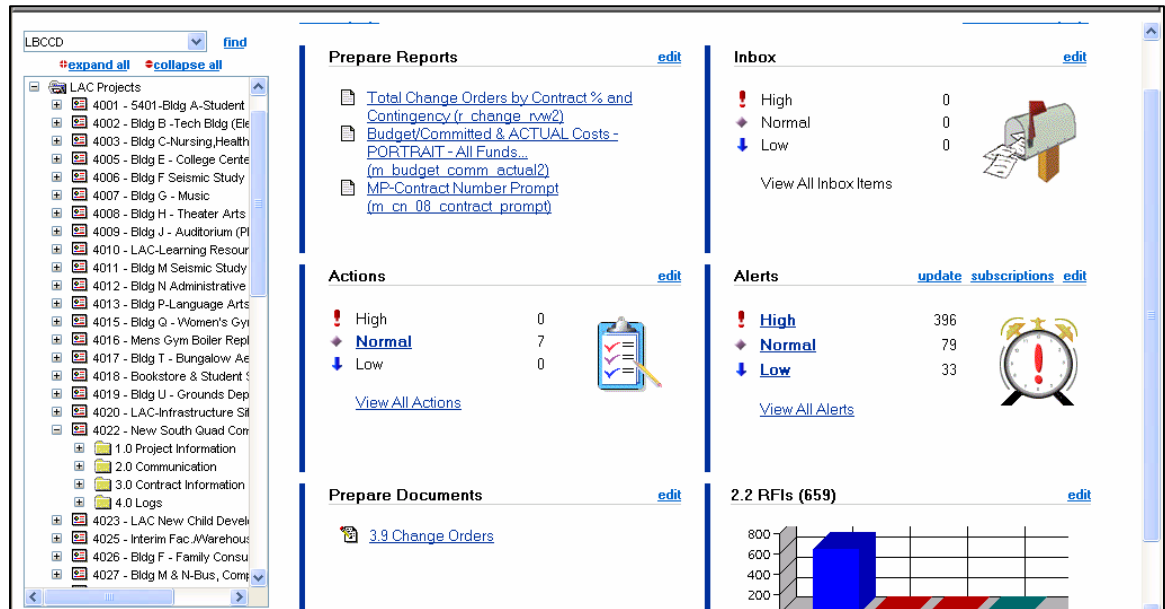 LBCCD
find
expand all
collapse all
LAC Projects
4001 - 5401-Bldg A-Student
4002 - Bldg B -Tech Bldg (Ele
4003 - Bldg C-Nursing,Health
4005 - Bldg E - College Cente
4006 - Bldg F Seismic Study
4007 - Bldg G - Music
4008 - Bldg H - Theater Arts
4009 - Bldg J - Auditorium (Pl
4010 - LAC-Learning Resour
4011 - Bldg M Seismic Study
4012 - Bldg N Administrative
4013 - Bldg P-Language Arts
4015 - Bldg Q - Women's Gyr
4016 - Mens Gym Boiler Repl
4017 - Bldg T - Bungalow Ae
4018 - Bookstore & Student S
4019 - Bldg U - Grounds Dep
4020 - LAC-Infrastructure Sit
4022 - New South Quad Com
1.0 Project Information
2.0 Communication
3.0 Contract Information
4.0 Logs
4023 - LAC New Child Devel
4025 - Interim Fac./Warehous
4026 - Bldg F - Family Consu
4027 - Bldg M & N-Bus, Comp
Prepare Reports edit
Total Change Orders by Contract % and
Contingency (r_change_rvw2)
Budget/Committed & ACTUAL Costs -
PORTRAIT - All Funds...
(m_budget_comm_actual2)
MP-Contract Number Prompt
(m_cn_08_contract_prompt)
Inbox edit
High 0
Normal 0
Low 0
View All Inbox Items
Actions edit
High 0
Normal 7
Low 0
View All Actions
Alerts update subscriptions edit
High 396
Normal 79
Low 33
View All Alerts
Prepare Documents edit
3.9 Change Orders
2.2 RFIs (659) edit
800
600
400
200